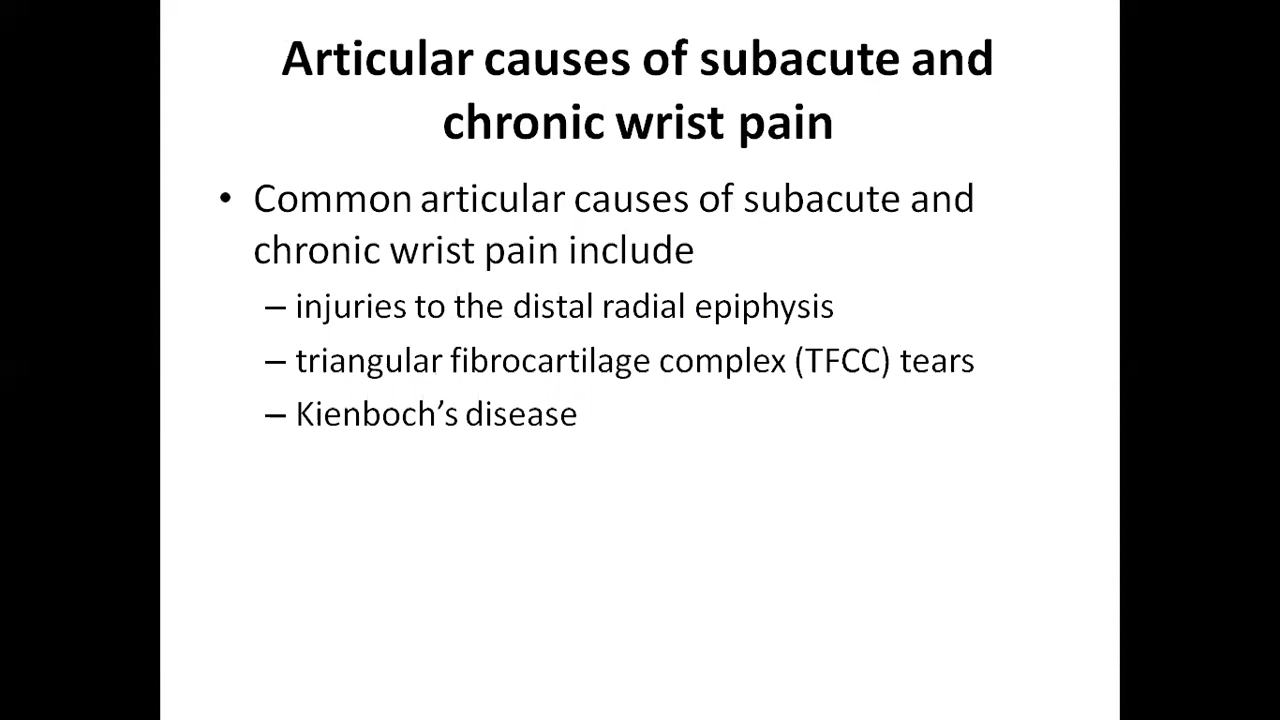 Articular causes of subacute and
chronic wrist pain
• Common articular causes of subacute and
chronic wrist pain include
– injuries to the distal radial epiphysis
– triangular fibrocartilage complex (TFCC) tears
– Kienboch’s disease